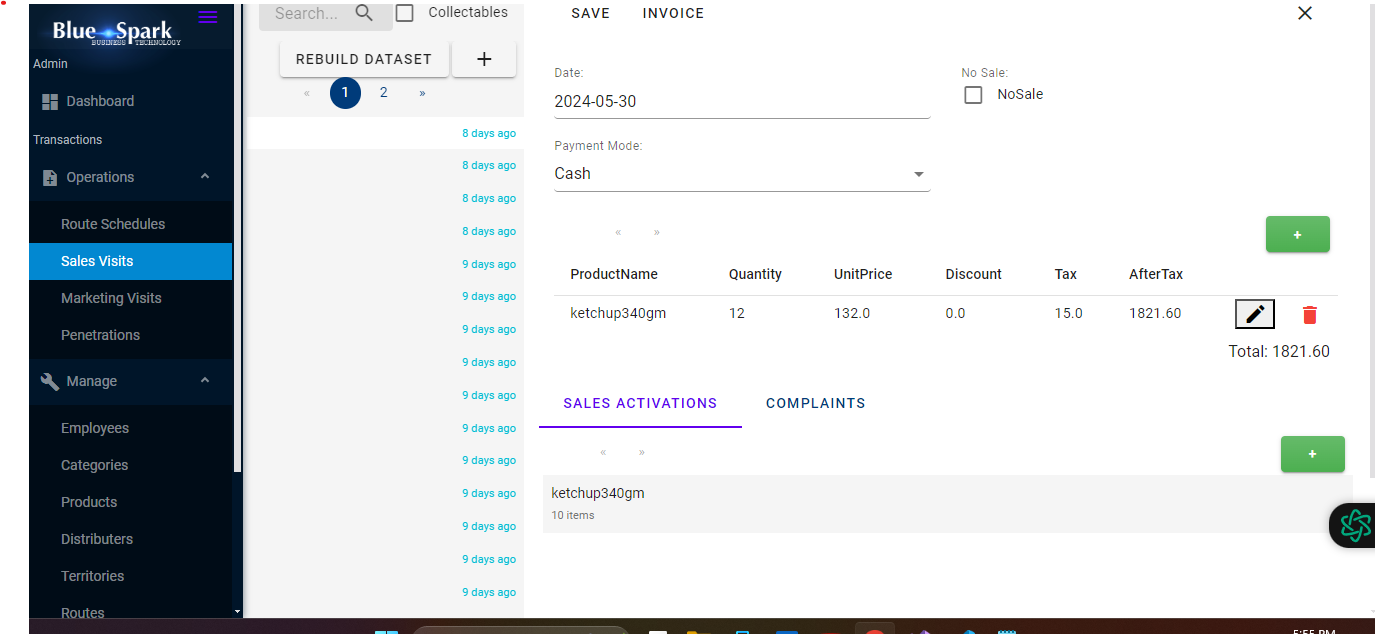 Blue Spark
BUSINESS TECHNOLOGY
Admin
Dashboard
Transactions
Operations
Route Schedules
Sales Visits
Marketing Visits
Penetrations
Manage
Employees
Categories
Products
Distributers
Territories
Routes
Search...
Collectables
REBUILD DATASET
+
« 1 2 »
8 days ago
8 days ago
8 days ago
8 days ago
9 days ago
9 days ago
9 days ago
9 days ago
9 days ago
9 days ago
9 days ago
9 days ago
9 days ago
9 days ago
9 days ago
SAVE INVOICE
Date:
2024-05-30
No Sale:
NoSale
Payment Mode:
Cash
« »
+
ProductName Quantity UnitPrice Discount Tax AfterTax
ketchup340gm 12 132.0 0.0 15.0 1821.60
Total: 1821.60
SALES ACTIVATIONS COMPLAINTS
« »
+
ketchup340gm
10 items
5:55 PM